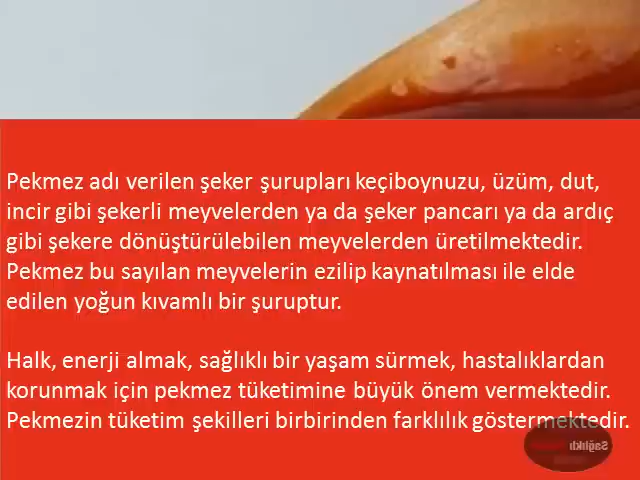 Pekmez adı verilen şeker şurupları keçiboynuzu, üzüm, dut,
incir gibi şekerli meyvelerden ya da şeker pancarı ya da ardıç
gibi şekere dönüştürülebilen meyvelerden üretilmektedir.
Pekmez bu sayılan meyvelerin ezilip kaynatılması ile elde
edilen yoğun kıvamlı bir şuruptur.
Halk, enerji almak, sağlıklı bir yaşam sürmek, hastalıklardan
korunmak için pekmez tüketimine büyük önem vermektedir.
Pekmezin tüketim şekilleri birbirinden farklılık göstermektedir.
Sağlıklı